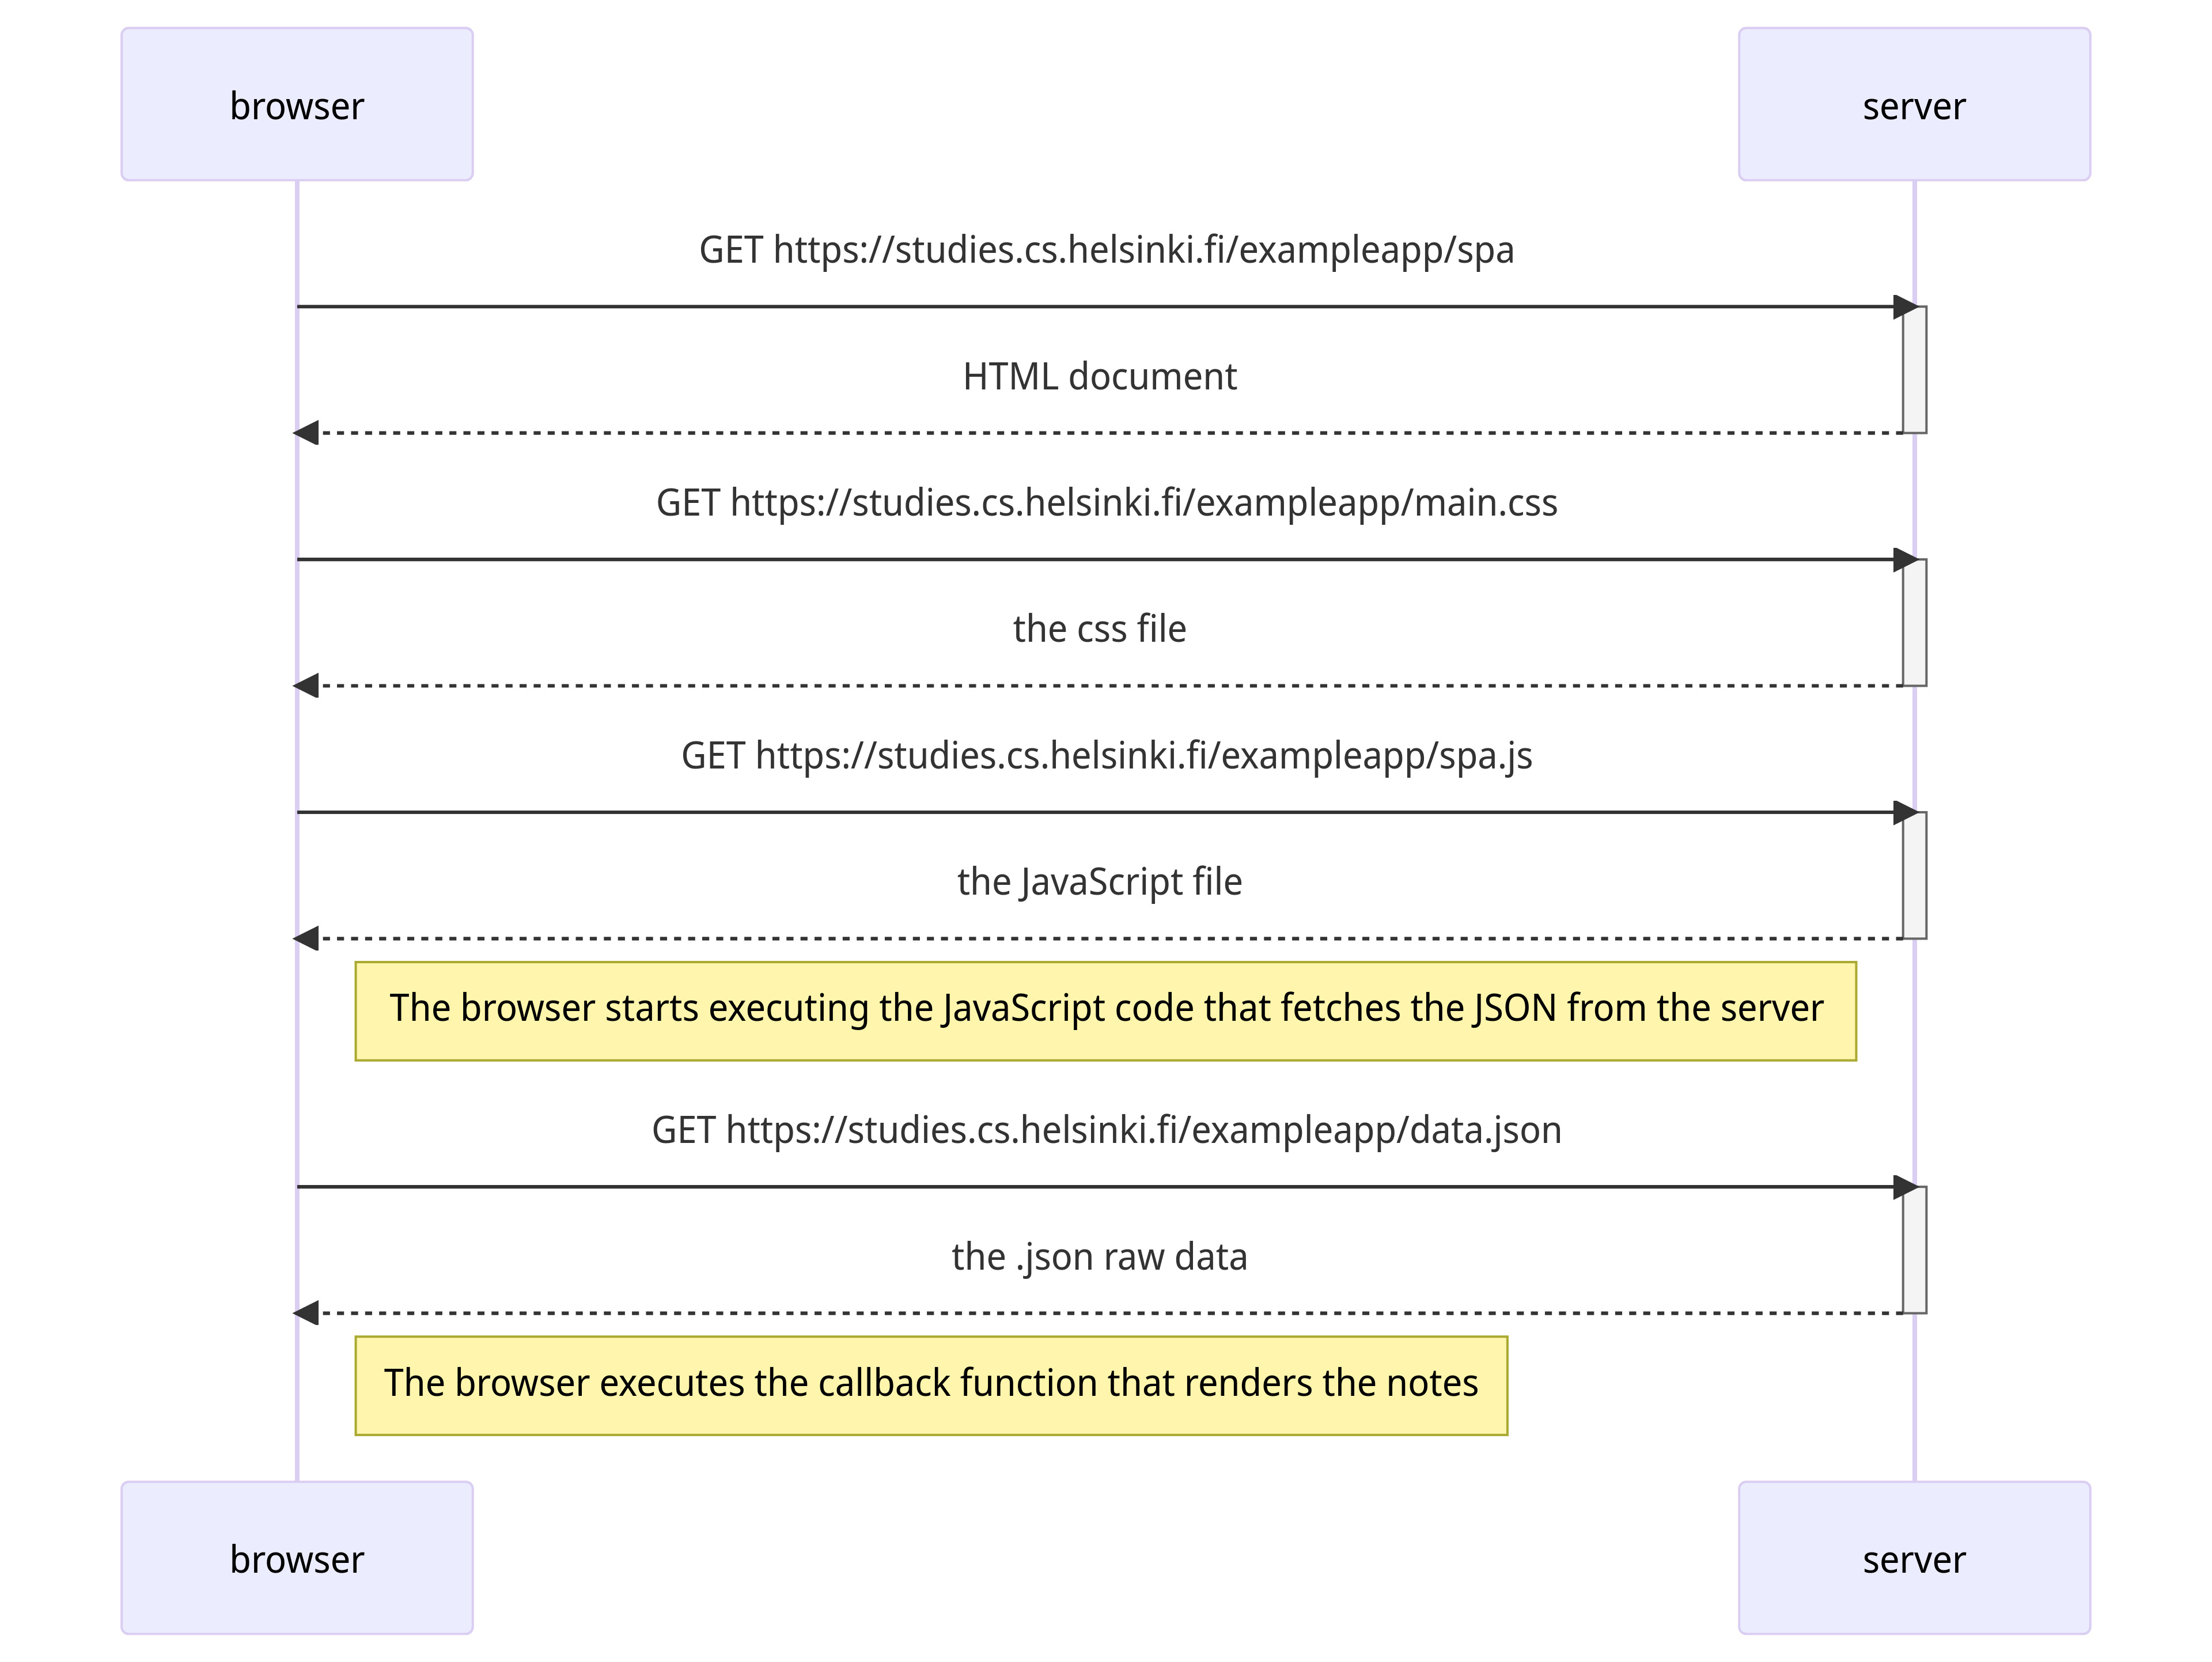 browser
server
GET https://studies.cs.helsinki.fi/exampleapp/spa
HTML document
GET https://studies.cs.helsinki.fi/exampleapp/main.css
the css file
GET https://studies.cs.helsinki.fi/exampleapp/spa.js
the JavaScript file
The browser starts executing the JavaScript code that fetches the JSON from the server
GET https://studies.cs.helsinki.fi/exampleapp/data.json
the .json raw data
The browser executes the callback function that renders the notes
browser
server